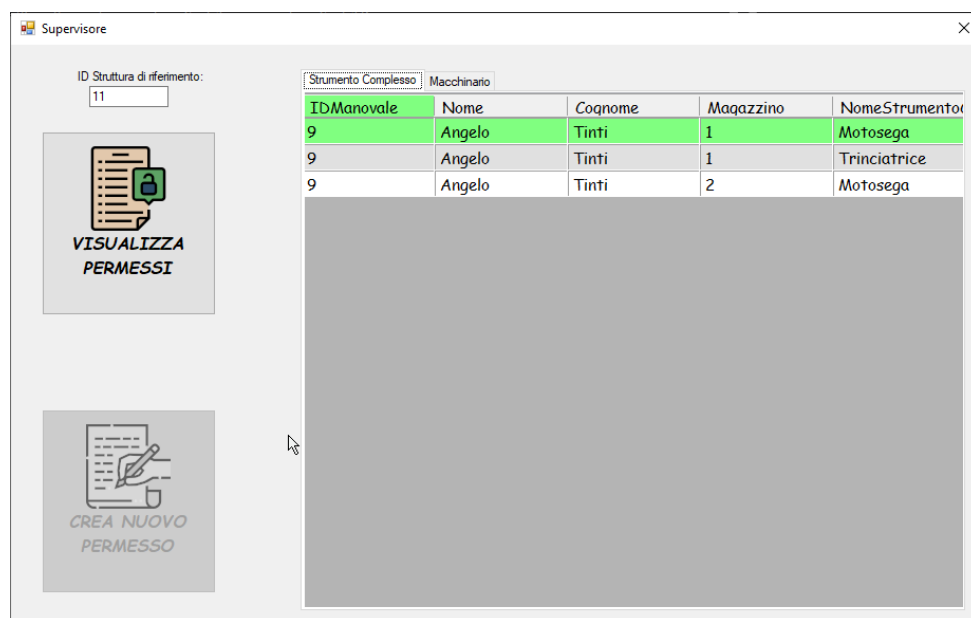 Supervisore
ID Struttura di riferimento:
11
VISUALIZZA
PERMESSI
CREA NUOVO
PERMESSO
Strumento Complesso Macchinario
IDManovale Nome Cognome Magazzino NomeStrumento
9 Angelo Tinti 1 Motosega
9 Angelo Tinti 1 Trinciatrice
9 Angelo Tinti 2 Motosega